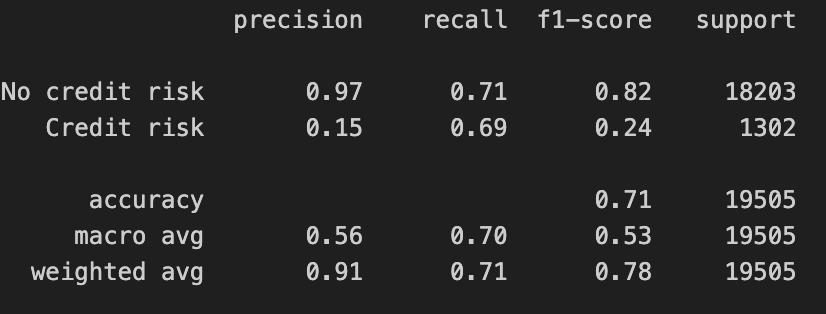 precision recall f1-score support
No credit risk 0.97 0.71 0.82 18203
Credit risk 0.15 0.69 0.24 1302
accuracy 0.71 19505
macro avg 0.56 0.70 0.53 19505
weighted avg 0.91 0.71 0.78 19505